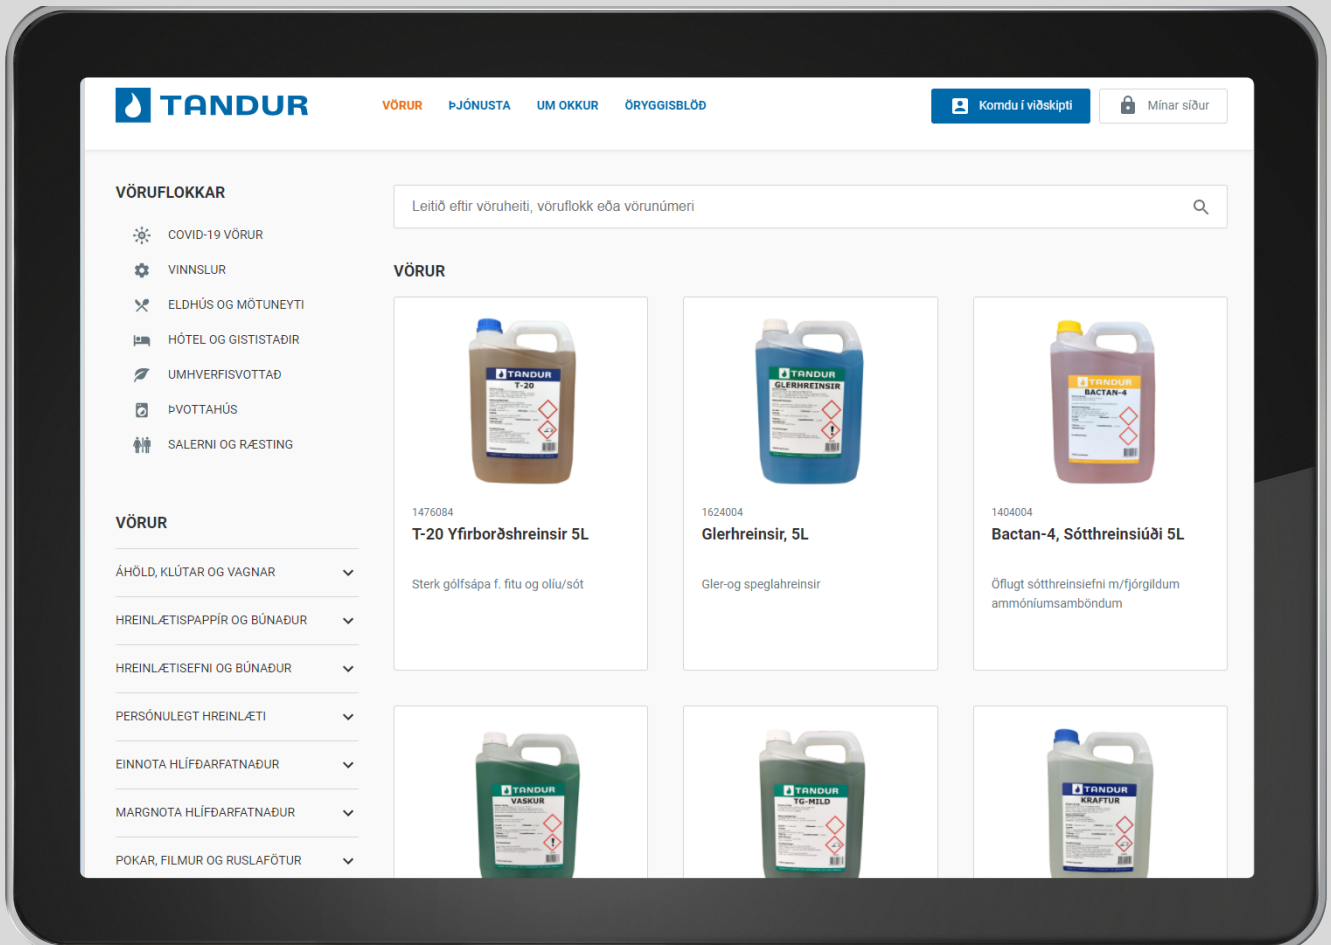 TANDUR
VÖRUR
ÞJÓNUSTA
UM OKKUR
ÖRYGGISBLÖÐ
Komdu í viðskipti
Mínar síður
VÖRUFLOKKAR
COVID-19 VÖRUR
VINNSLUR
ELDHÚS OG MÖTUNEYTI
HÓTEL OG GISTISTAÐIR
UMHVERFISVOTTAÐ
ÞVOTTAHÚS
SALERNI OG RÆSTING
VÖRUR
ÁHÖLD, KLÚTAR OG VAGNAR
HREINLÆTISPAPPÍR OG BÚNAÐUR
HREINLÆTISEFNI OG BÚNAÐUR
PERSÓNULEGT HREINLÆTI
EINNOTA HLÍFÐARFATNAÐUR
MARGNOTA HLÍFÐARFATNAÐUR
POKAR, FILMUR OG RUSLAFÖTUR
Leitið eftir vöruheiti, vöruflokk eða vörunúmeri
VÖRUR
TANDUR
T-20
1476084
T-20 Yfirborðshreinsir 5L
Sterk gólfsápa f. fitu og olíu/sót
TANDUR
GLERHREINSIR
1624004
Glerhreinsir, 5L
Gler-og speglahreinsir
TANDUR
BACTAN-4
1404004
Bactan-4, Sótthreinsiúði 5L
Öflugt sótthreinsiefni m/fjórgildum
ammóníumsamböndum
TANDUR
VASKUR
TANDUR
TG-MILD
TANDUR
KRAFTUR